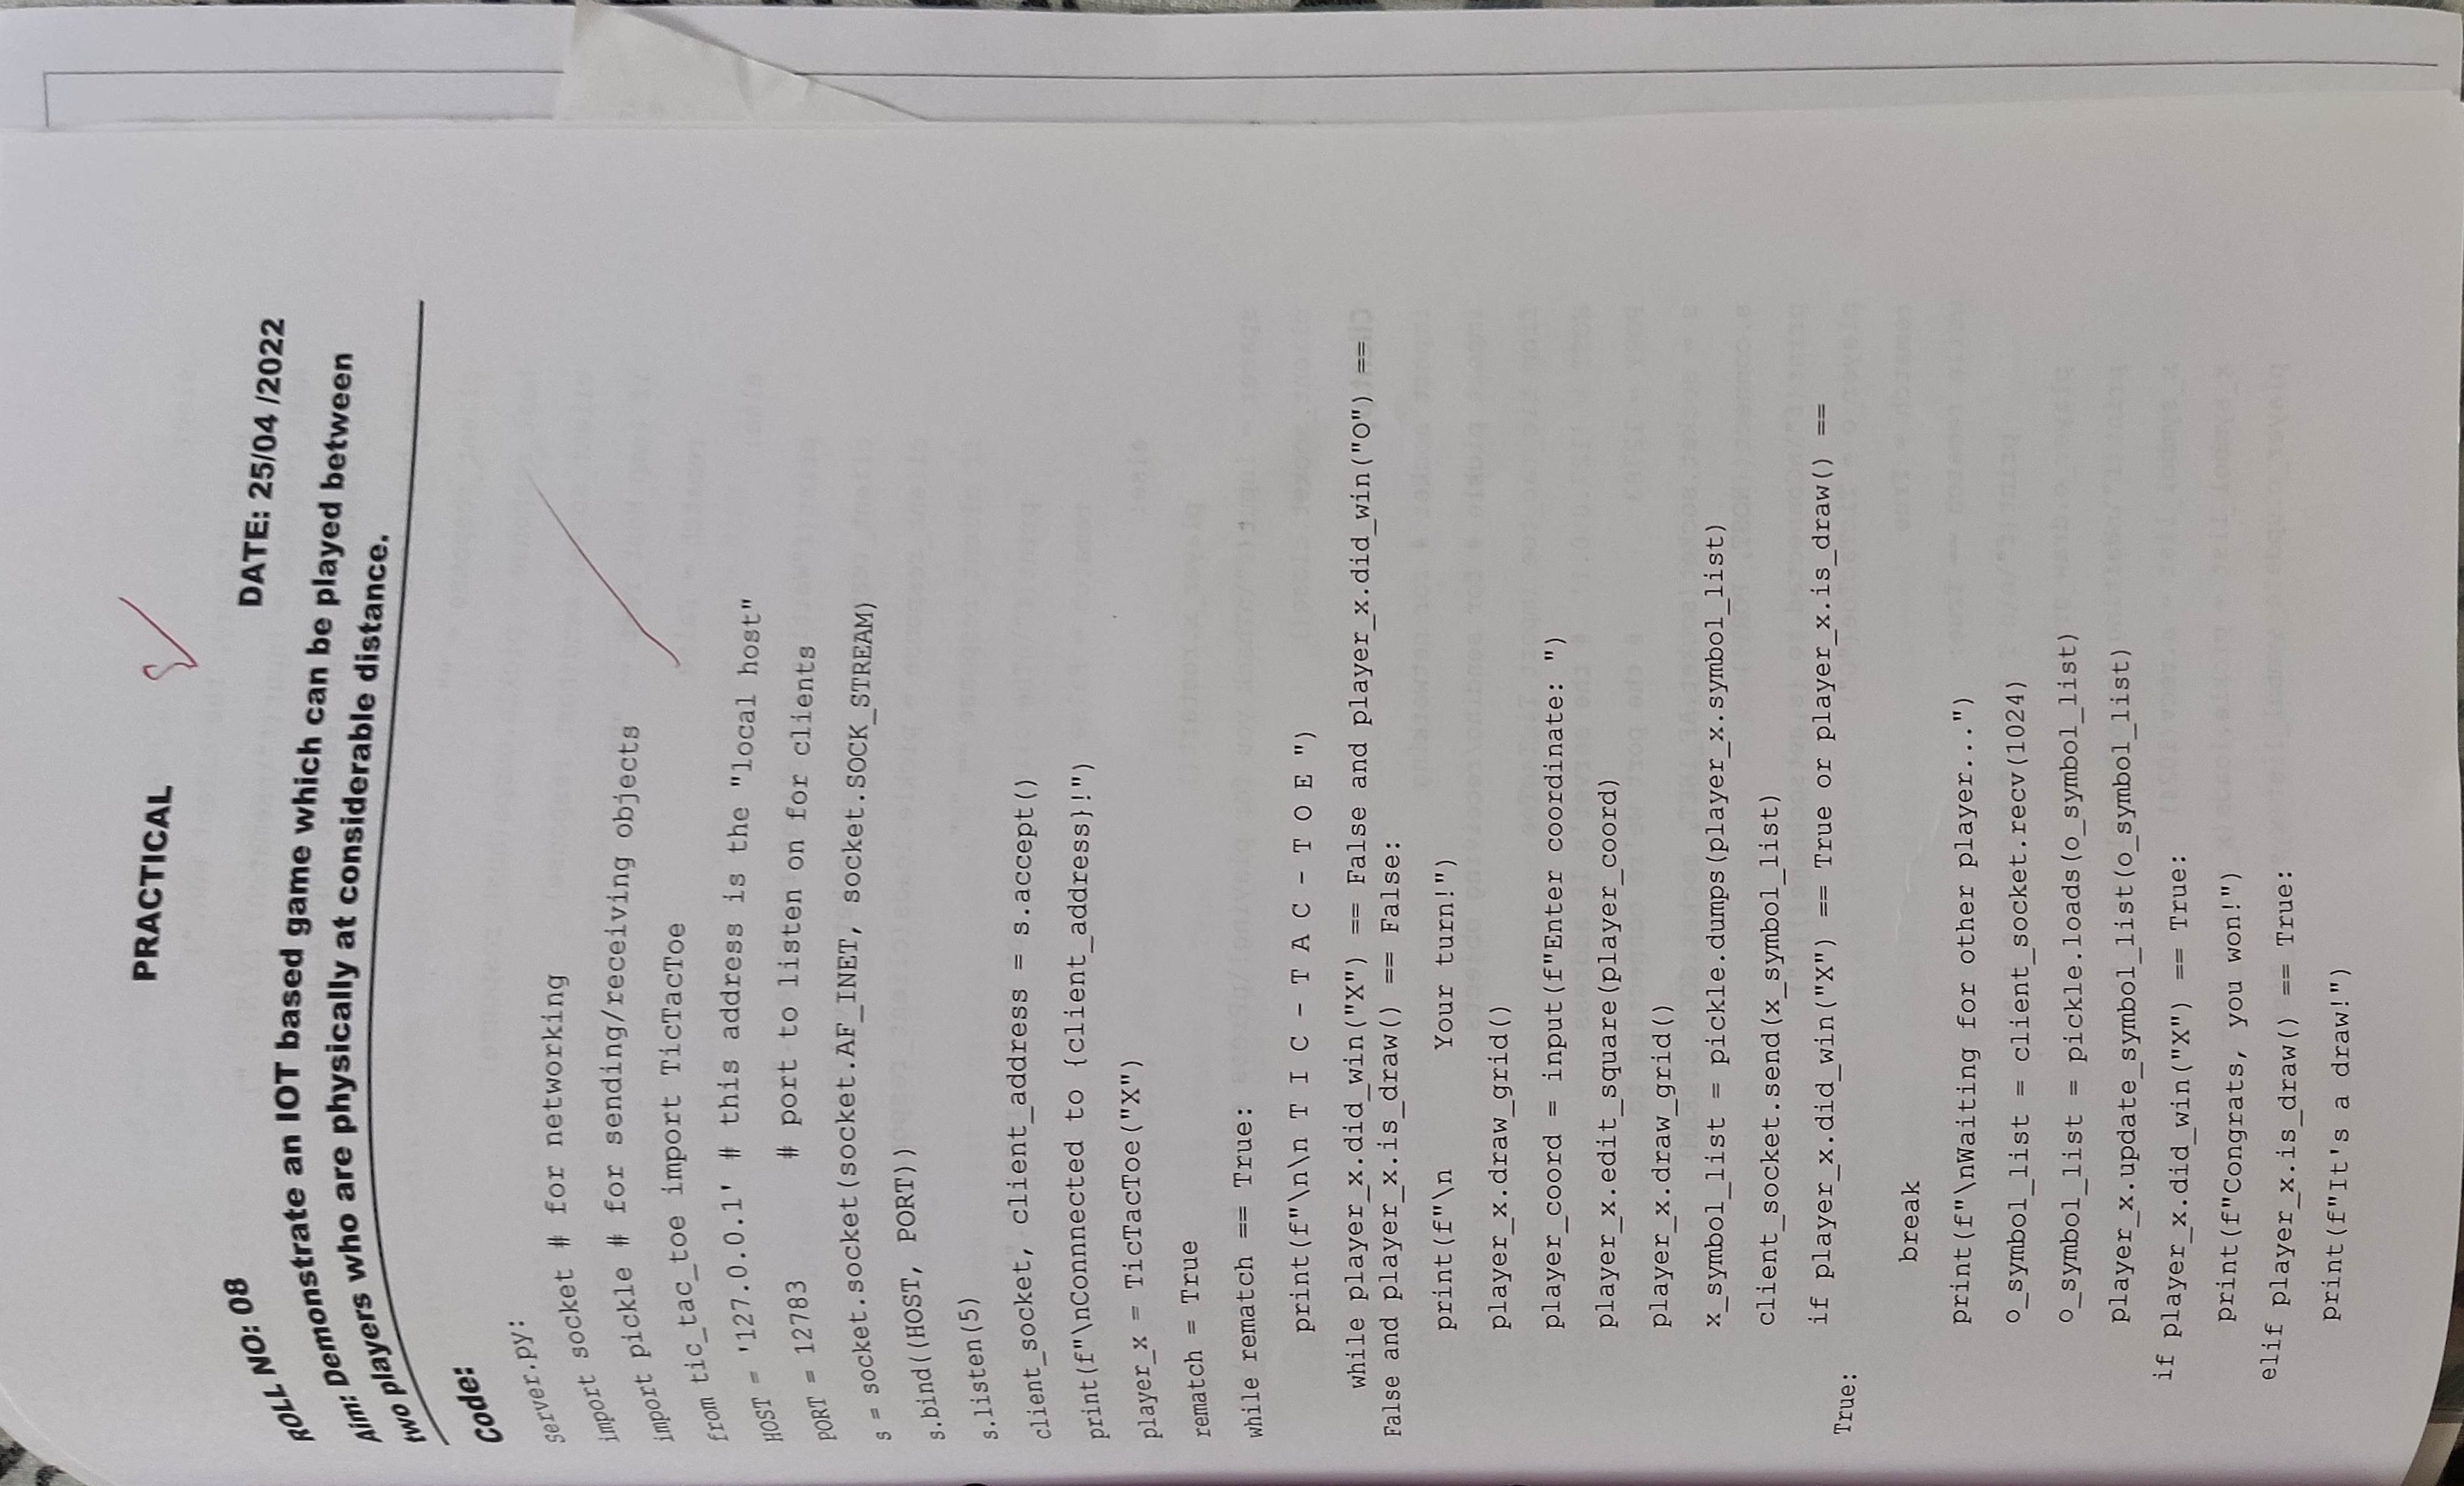 PRACTICAL
ROLL NO: 08 DATE: 25/04 /2022
Aim: Demonstrate an IOT based game which can be played between
two players who are physically at considerable distance.
Code:
server.py:
import socket # for networking
import pickle # for sending/receiving objects
from tic_tac_toe import TicTacToe
HOST = '127.0.0.1' # this address is the "local host"
PORT = 12783 # port to listen on for clients
s = socket.socket(socket.AF_INET, socket.SOCK_STREAM)
s.bind((HOST, PORT))
s.listen(5)
client_socket, client_address = s.accept()
print(f"\nConnnected to {client_address}!")
player_x = TicTacToe("X")
rematch = True
while rematch == True:
print(f"\n\n T I C - T A C - T O E ")
while player_x.did_win("X") == False and player_x.did_win("O") ==
False and player_x.is_draw() == False:
print(f"\n Your turn!")
player_x.draw_grid()
player_coord = input(f"Enter coordinate: ")
player_x.edit_square(player_coord)
player_x.draw_grid()
x_symbol_list = pickle.dumps(player_x.symbol_list)
client_socket.send(x_symbol_list)
if player_x.did_win("X") == True or player_x.is_draw() ==
True:
break
print(f"\nWaiting for other player...")
o_symbol_list = client_socket.recv(1024)
o_symbol_list = pickle.loads(o_symbol_list)
player_x.update_symbol_list(o_symbol_list)
if player_x.did_win("X") == True:
print(f"Congrats, you won!")
elif player_x.is_draw() == True:
print(f"It's a draw!")